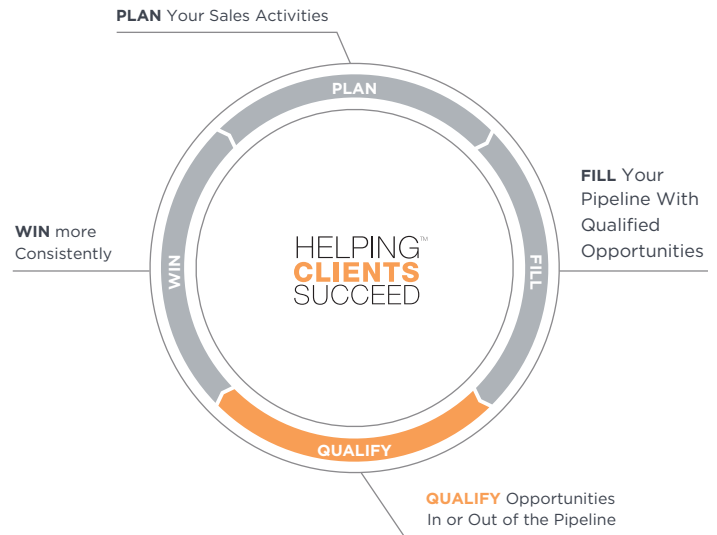 PLAN Your Sales Activities
PLAN
FILL Your
Pipeline With
Qualified
Opportunities
FILL
WIN more
Consistently
WIN
HELPING™
CLIENTS
SUCCEED
QUALIFY
QUALIFY Opportunities
In or Out of the Pipeline